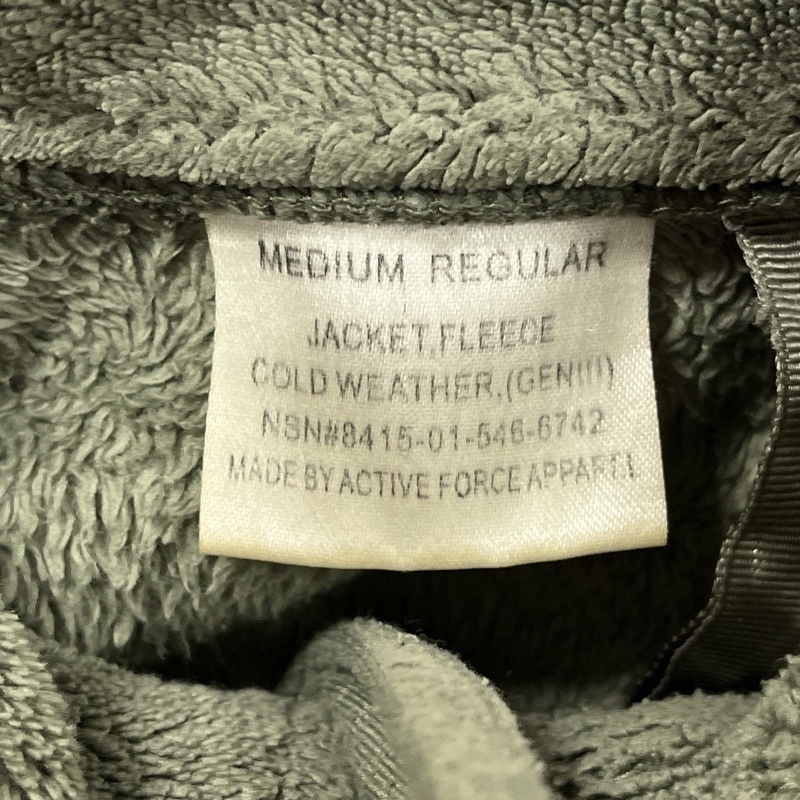 MEDIUM REGULAR
JACKET,FLEECE
COLD WEATHER,(GENIII)
NSN#8415-01-546-6742
MADE BY ACTIVE FORCE APPAREL